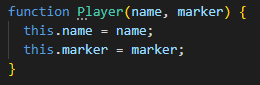 function Player(name, marker) {
  this.name = name;
  this.marker = marker;
}